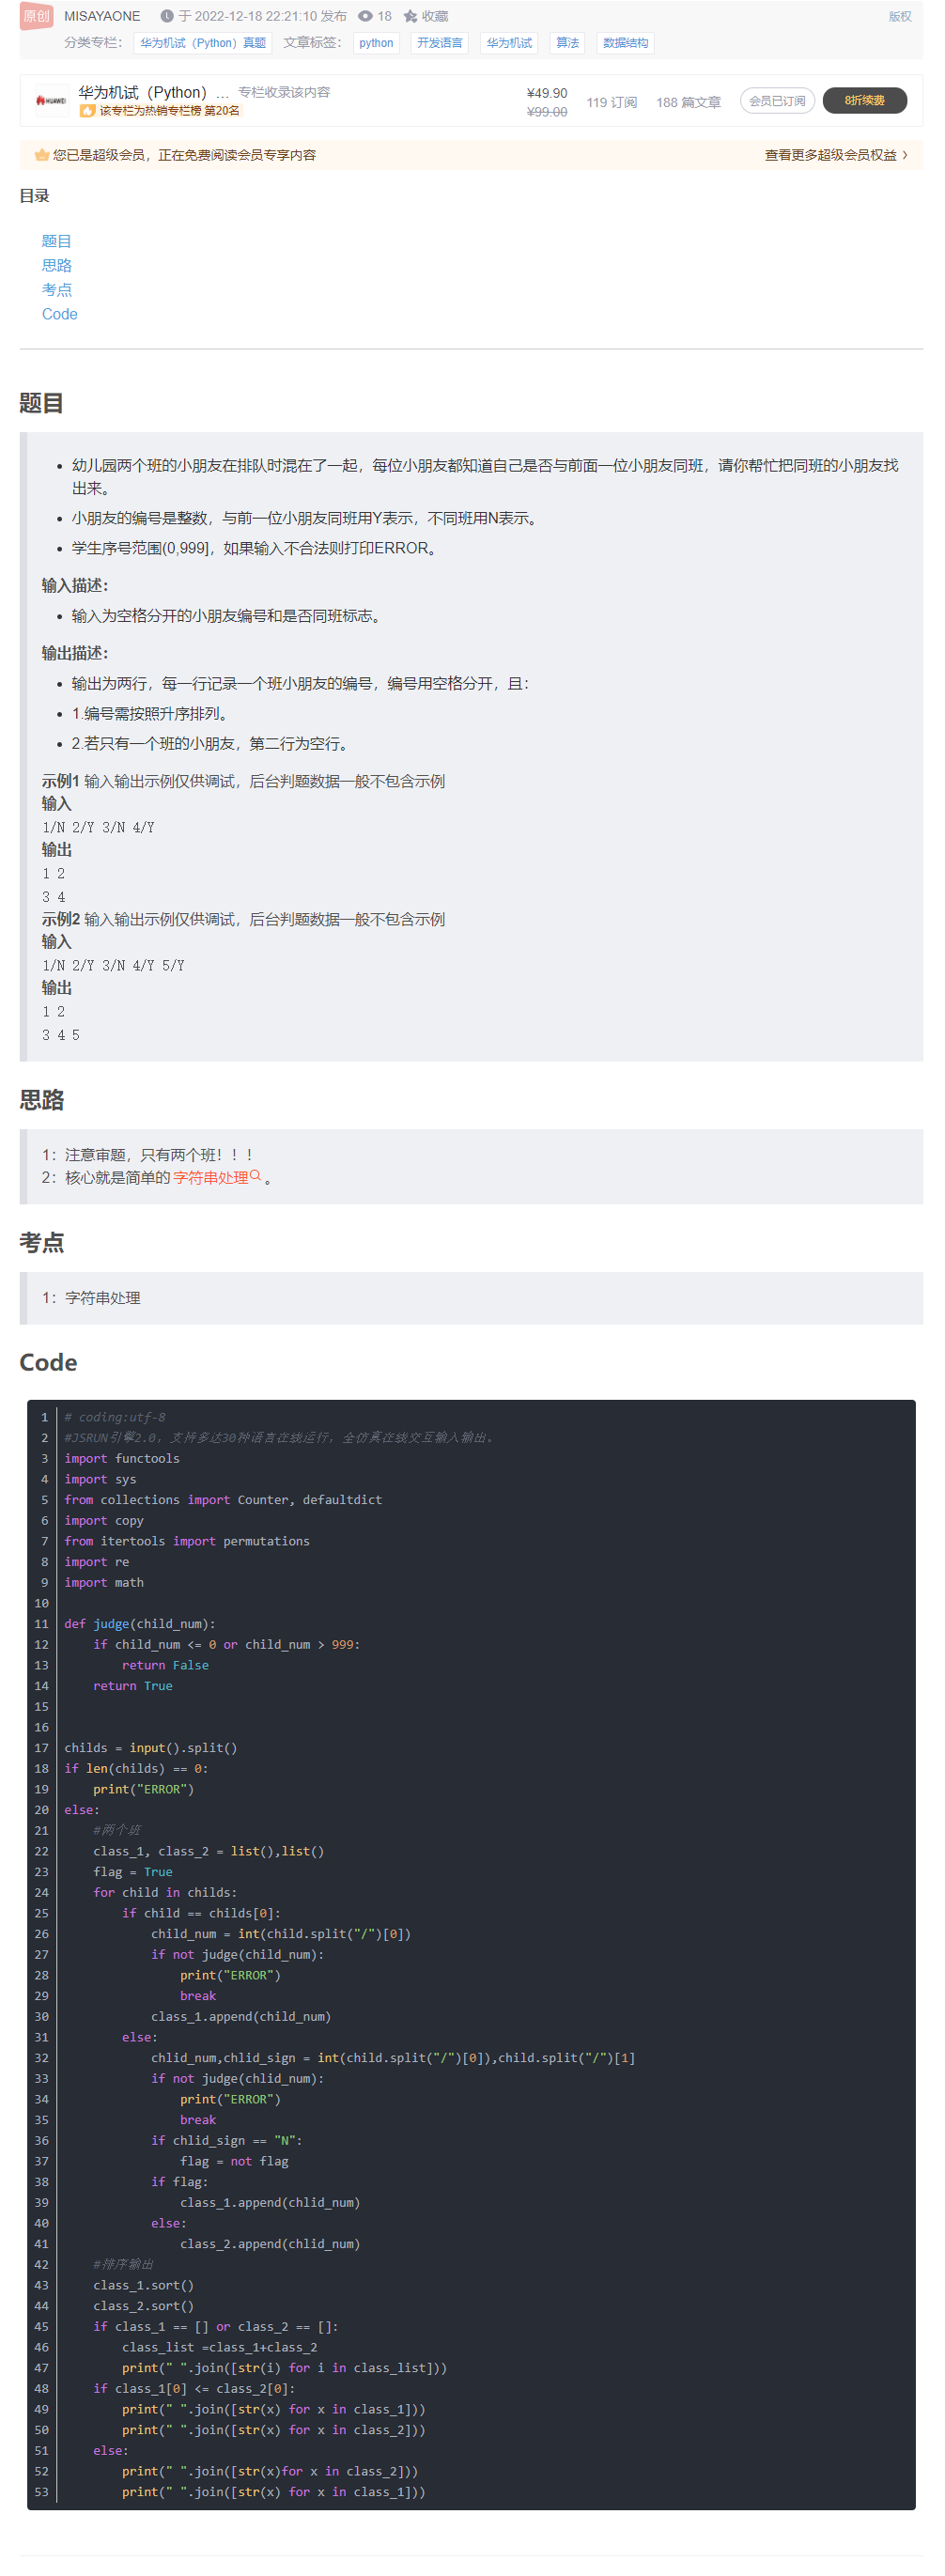 原创 MISAYAONE 于 2022-12-18 22:21:10 发布 18 收藏 版权
分类专栏： 华为机试（Python）真题 文章标签： python 开发语言 华为机试 算法 数据结构
HUAWEI 华为机试（Python）... 专栏收录该内容 ¥49.90 119 订阅 188 篇文章 会员已订阅 8折续费
该专栏为热销专栏榜 第20名 ¥99.00
您已是超级会员，正在免费阅读会员专享内容 查看更多超级会员权益 >
目录
题目
思路
考点
Code
题目
• 幼儿园两个班的小朋友在排队时混在了一起，每位小朋友都知道自己是否与前面一位小朋友同班，请你帮忙把同班的小朋友找
出来。
• 小朋友的编号是整数，与前一位小朋友同班用Y表示，不同班用N表示。
• 学生序号范围(0,999]，如果输入不合法则打印ERROR。
输入描述：
• 输入为空格分开的小朋友编号和是否同班标志。
输出描述：
• 输出为两行，每一行记录一个班小朋友的编号，编号用空格分开，且：
• 1.编号需按照升序排列。
• 2.若只有一个班的小朋友，第二行为空行。
示例1 输入输出示例仅供调试，后台判题数据一般不包含示例
输入
1/N 2/Y 3/N 4/Y
输出
1 2
3 4
示例2 输入输出示例仅供调试，后台判题数据一般不包含示例
输入
1/N 2/Y 3/N 4/Y 5/Y
输出
1 2
3 4 5
思路
1：注意审题，只有两个班！！！
2：核心就是简单的 字符串处理 。
考点
1：字符串处理
Code
1 # coding:utf-8
2 #JSRUN引擎2.0，支持多达30种语言在线运行，全仿真在线交互输入输出。
3 import functools
4 import sys
5 from collections import Counter, defaultdict
6 import copy
7 from itertools import permutations
8 import re
9 import math
10
11 def judge(child_num):
12     if child_num <= 0 or child_num > 999:
13         return False
14     return True
15
16
17 childs = input().split()
18 if len(childs) == 0:
19     print("ERROR")
20 else:
21     #两个班
22     class_1, class_2 = list(),list()
23     flag = True
24     for child in childs:
25         if child == childs[0]:
26             child_num = int(child.split("/")[0])
27             if not judge(child_num):
28                 print("ERROR")
29                 break
30             class_1.append(child_num)
31         else:
32             chlid_num,chlid_sign = int(child.split("/")[0]),child.split("/")[1]
33             if not judge(chlid_num):
34                 print("ERROR")
35                 break
36             if chlid_sign == "N":
37                 flag = not flag
38             if flag:
39                 class_1.append(chlid_num)
40             else:
41                 class_2.append(chlid_num)
42     #排序输出
43     class_1.sort()
44     class_2.sort()
45     if class_1 == [] or class_2 == []:
46         class_list =class_1+class_2
47         print(" ".join([str(i) for i in class_list]))
48     if class_1[0] <= class_2[0]:
49         print(" ".join([str(x) for x in class_1]))
50         print(" ".join([str(x) for x in class_2]))
51     else:
52         print(" ".join([str(x)for x in class_2]))
53         print(" ".join([str(x) for x in class_1]))